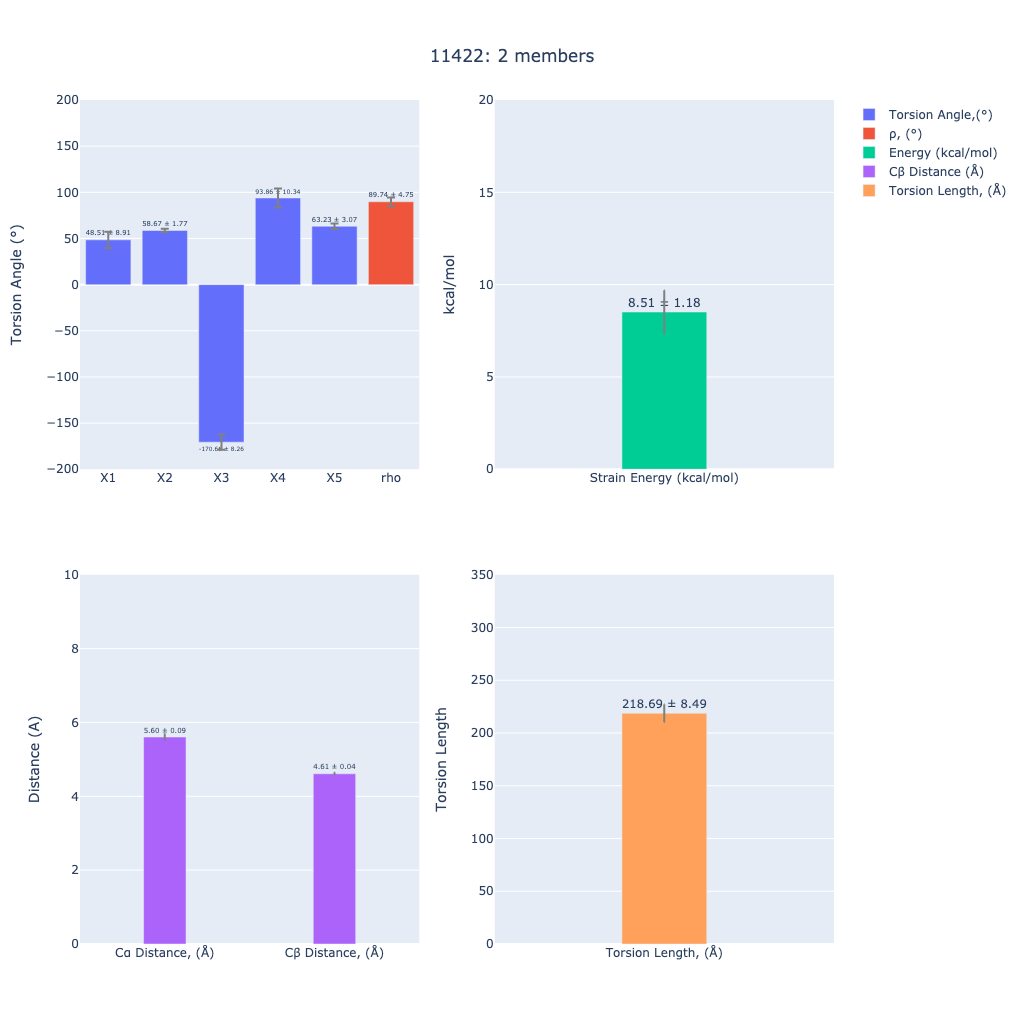 11422: 2 members
Torsion Angle (°)
200
150
100
50
0
−50
−100
−150
−200
48.51 ± 8.91
58.67 ± 1.77
93.86 ± 10.34
63.23 ± 3.07
89.74 ± 4.75
X1
X2
X3
X4
X5
rho
kcal/mol
20
15
10
5
0
8.51 ± 1.18
Strain Energy (kcal/mol)
Torsion Angle,(°)
ρ, (°)
Energy (kcal/mol)
Cβ Distance (Å)
Torsion Length, (Å)
Distance (A)
10
8
6
4
2
0
5.60 ± 0.09
4.61 ± 0.04
Cα Distance, (Å)
Cβ Distance, (Å)
Torsion Length
350
300
250
200
150
100
50
0
218.69 ± 8.49
Torsion Length, (Å)